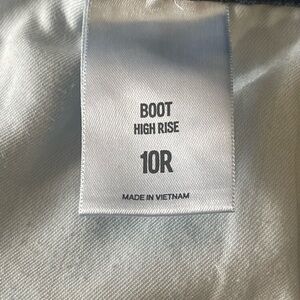 BOOT
HIGH RISE
10R
MADE IN VIETNAM